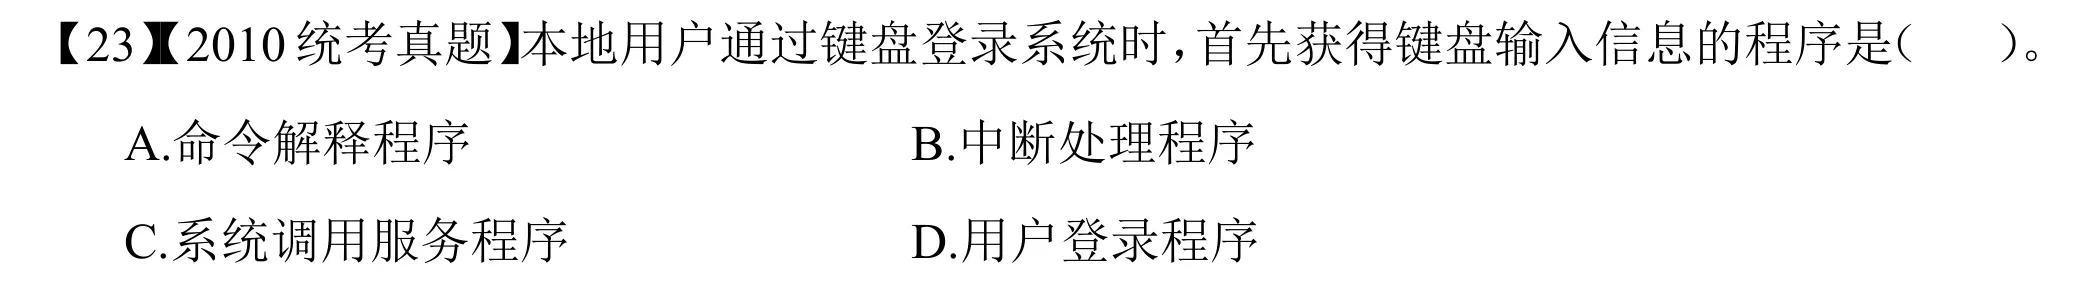 【23】【2010统考真题】本地用户通过键盘登录系统时,首先获得键盘输入信息的程序是(　　)。
A.命令解释程序　　B.中断处理程序
C.系统调用服务程序　　D.用户登录程序